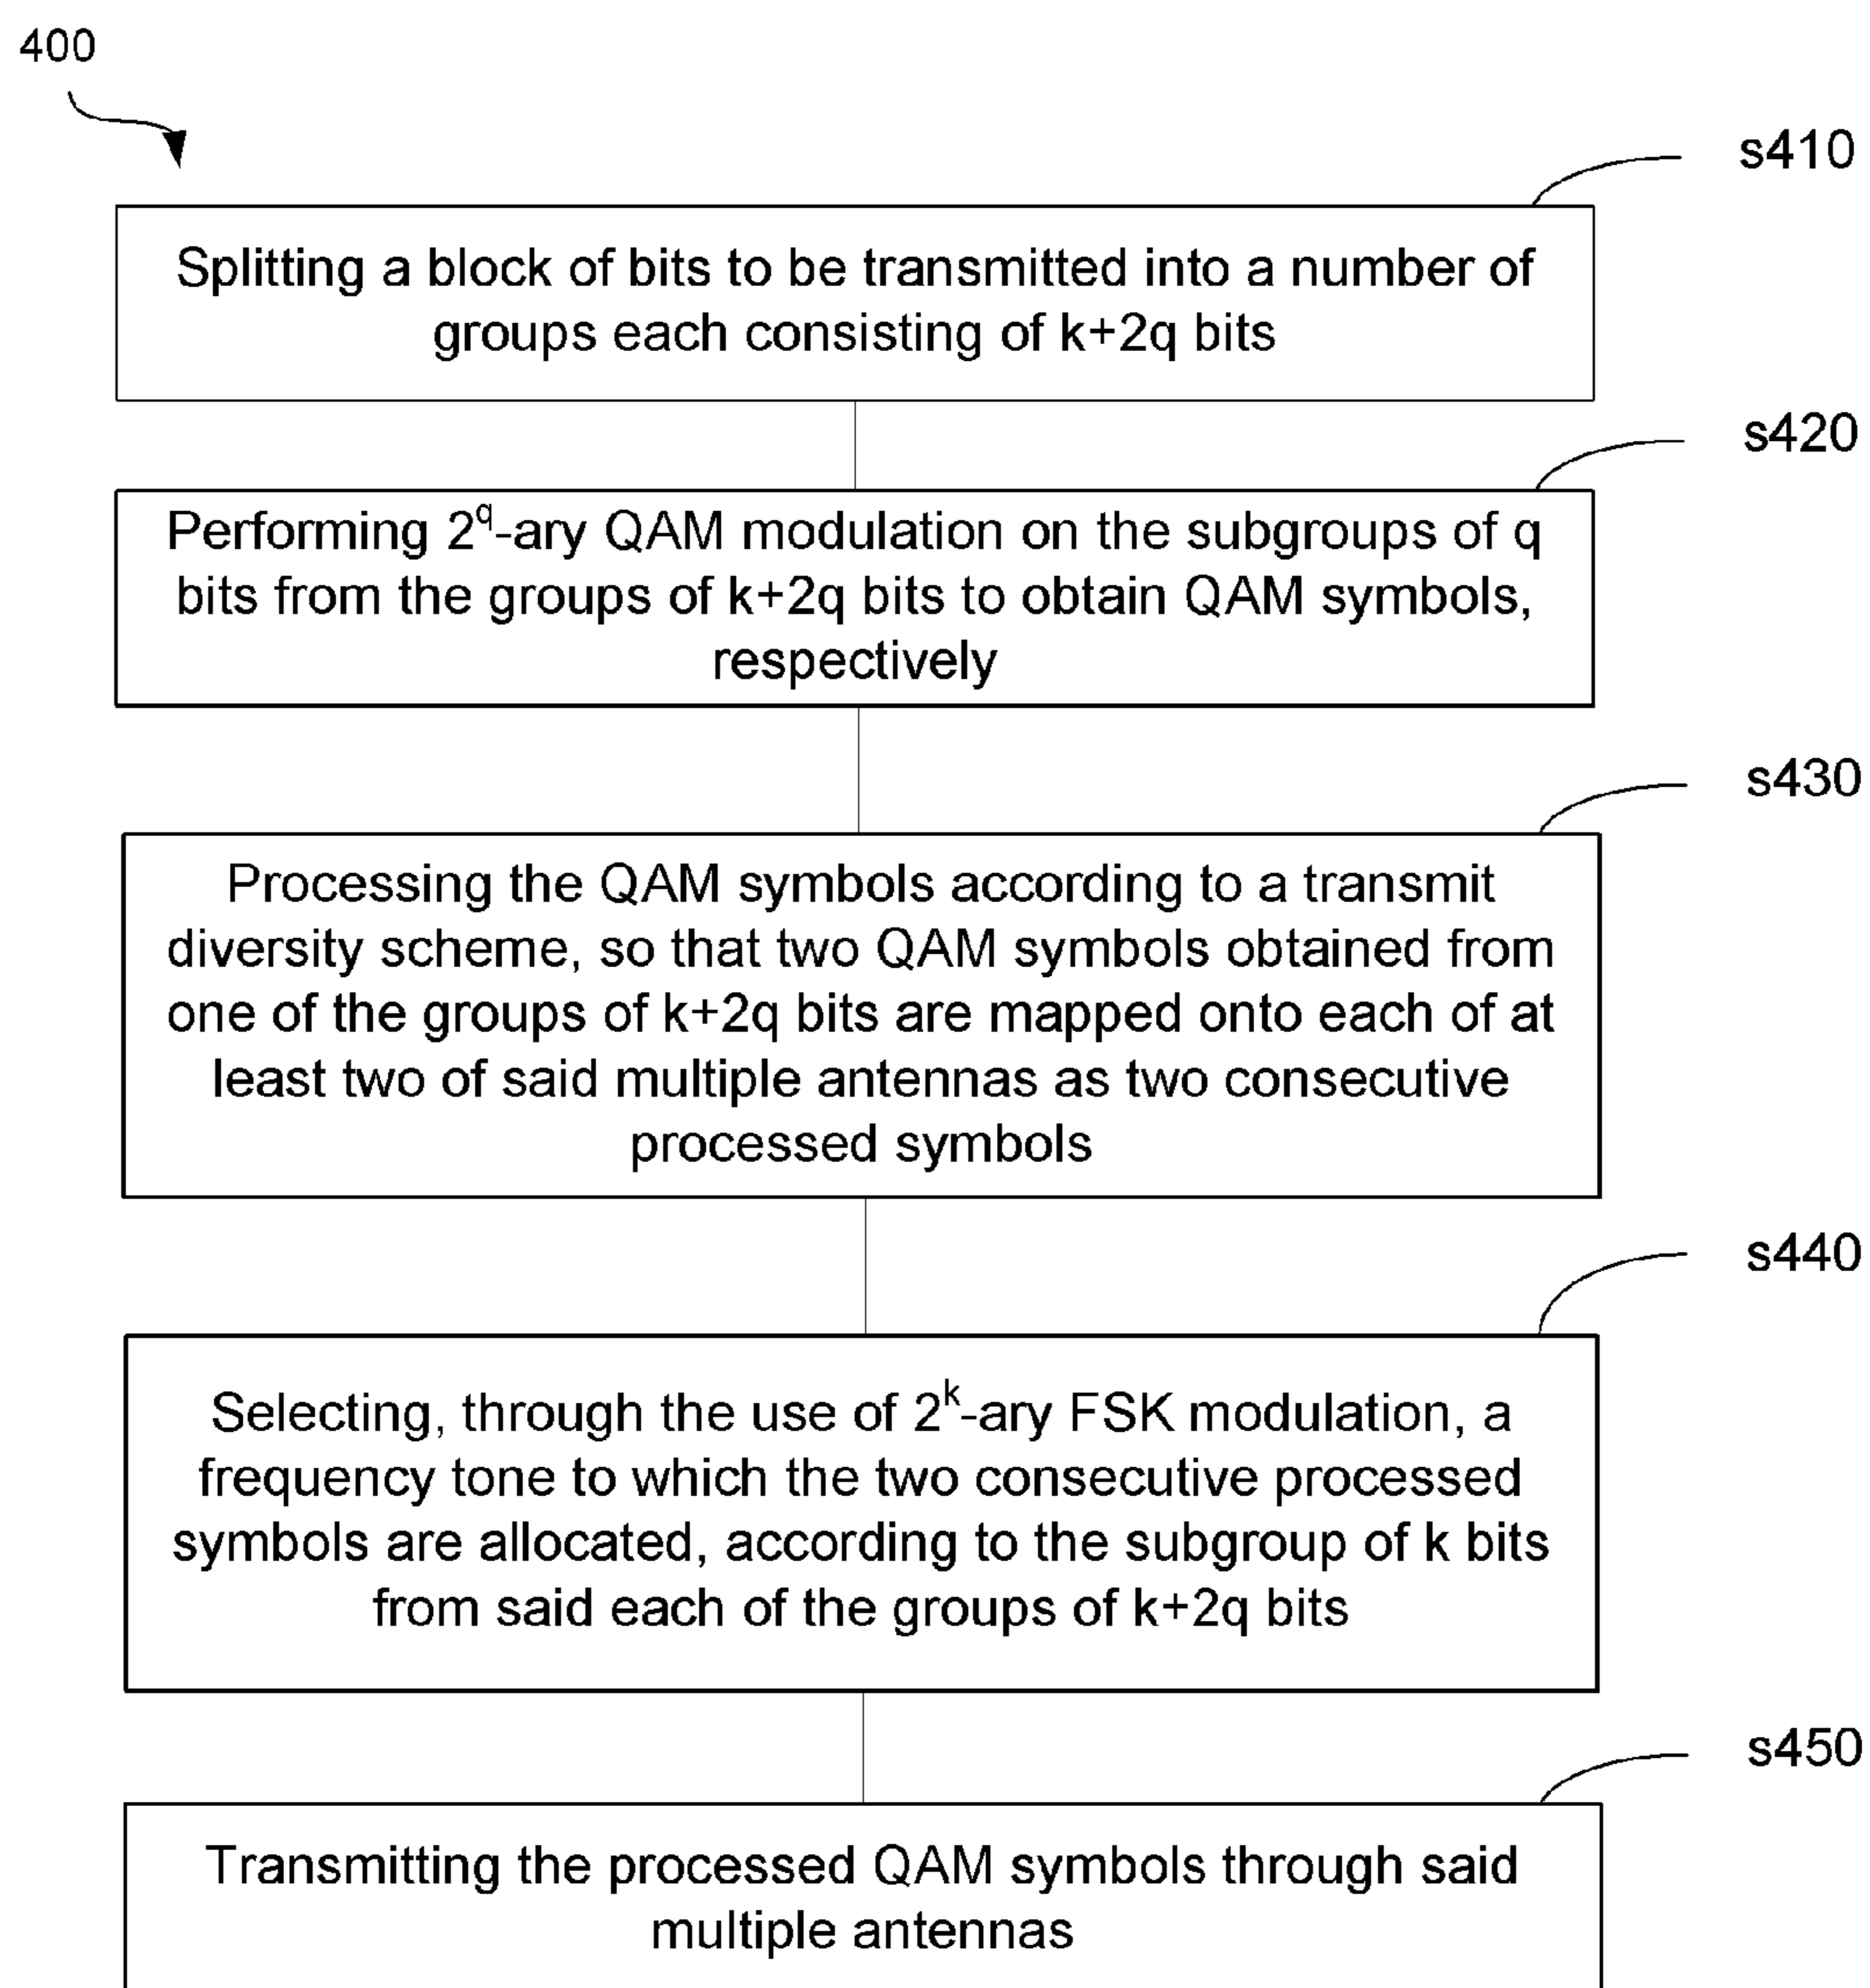 400
s410
Splitting a block of bits to be transmitted into a number of
groups each consisting of k+2q bits
s420
Performing 2^q-ary QAM modulation on the subgroups of q
bits from the groups of k+2q bits to obtain QAM symbols,
respectively
s430
Processing the QAM symbols according to a transmit
diversity scheme, so that two QAM symbols obtained from
one of the groups of k+2q bits are mapped onto each of at
least two of said multiple antennas as two consecutive
processed symbols
s440
Selecting, through the use of 2^k-ary FSK modulation, a
frequency tone to which the two consecutive processed
symbols are allocated, according to the subgroup of k bits
from said each of the groups of k+2q bits
s450
Transmitting the processed QAM symbols through said
multiple antennas